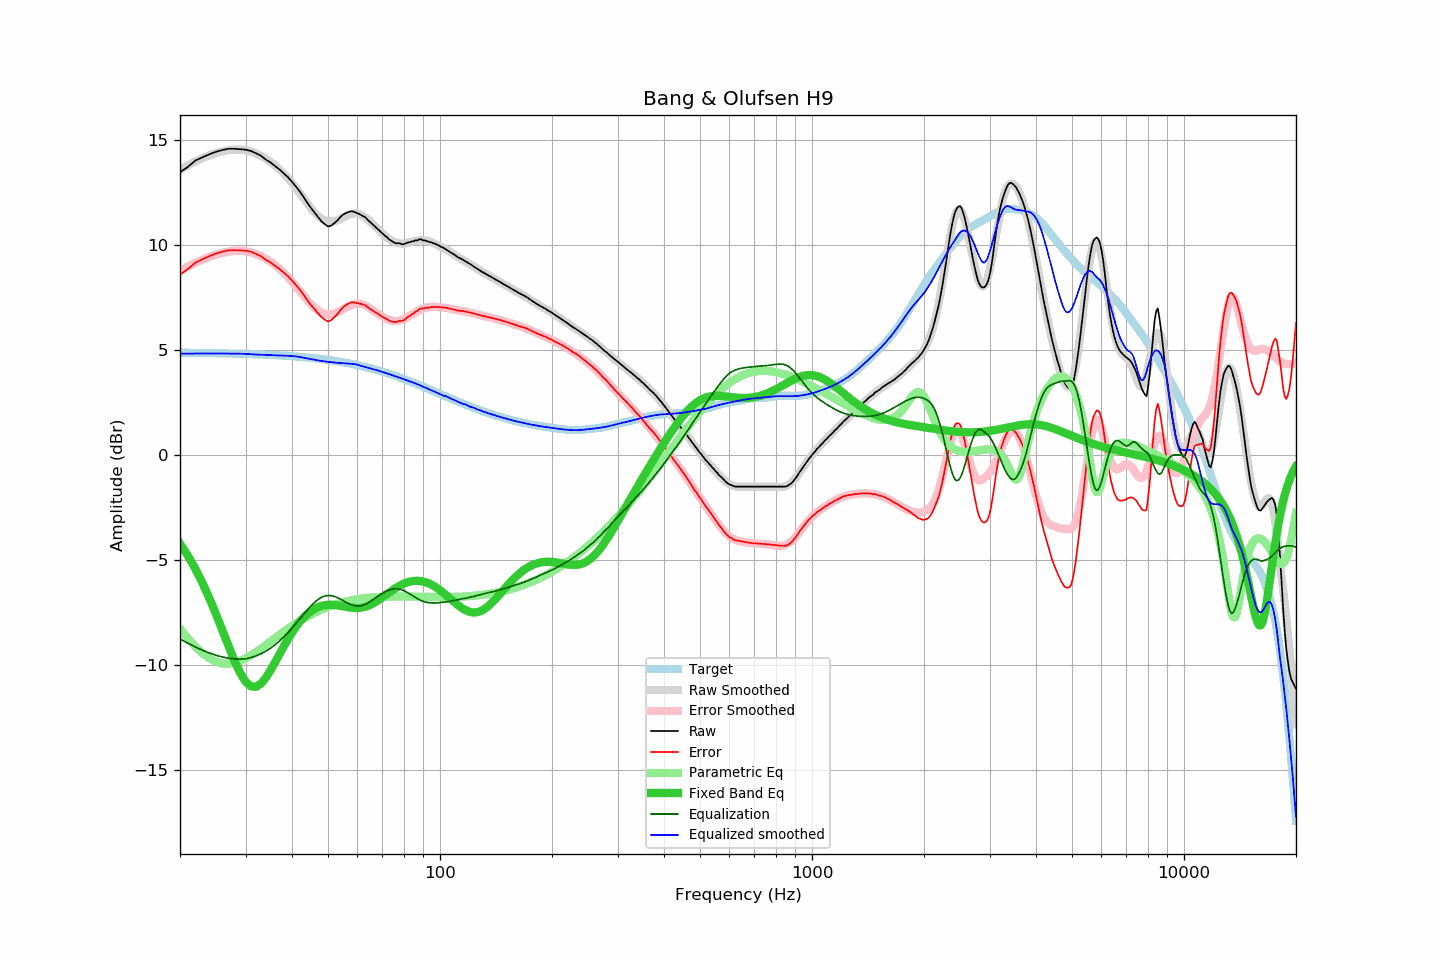 Bang & Olufsen H9
15
10
5
0
−5
−10
−15
Amplitude (dBr)
Target
Raw Smoothed
Error Smoothed
Raw
Error
Parametric Eq
Fixed Band Eq
Equalization
Equalized smoothed
100
1000
10000
Frequency (Hz)